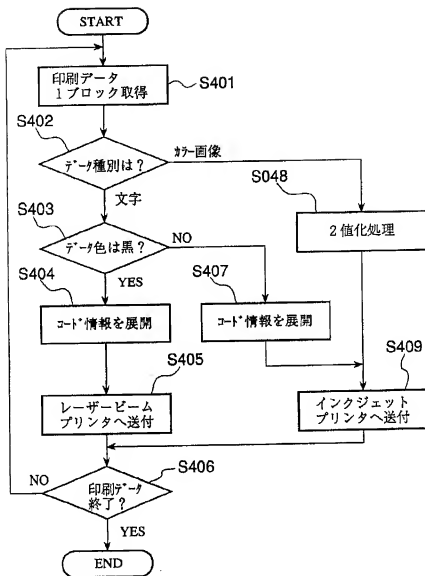 START
印刷データ
1ブロック取得
S401
S402
データ種別は?
カラー画像
文字
S048
2値化処理
S403
データ色は黒?
NO
YES
S404
コード情報を展開
S407
コード情報を展開
S405
レーザービーム
プリンタへ送付
S409
インクジェット
プリンタへ送付
S406
印刷データ
終了?
NO
YES
END